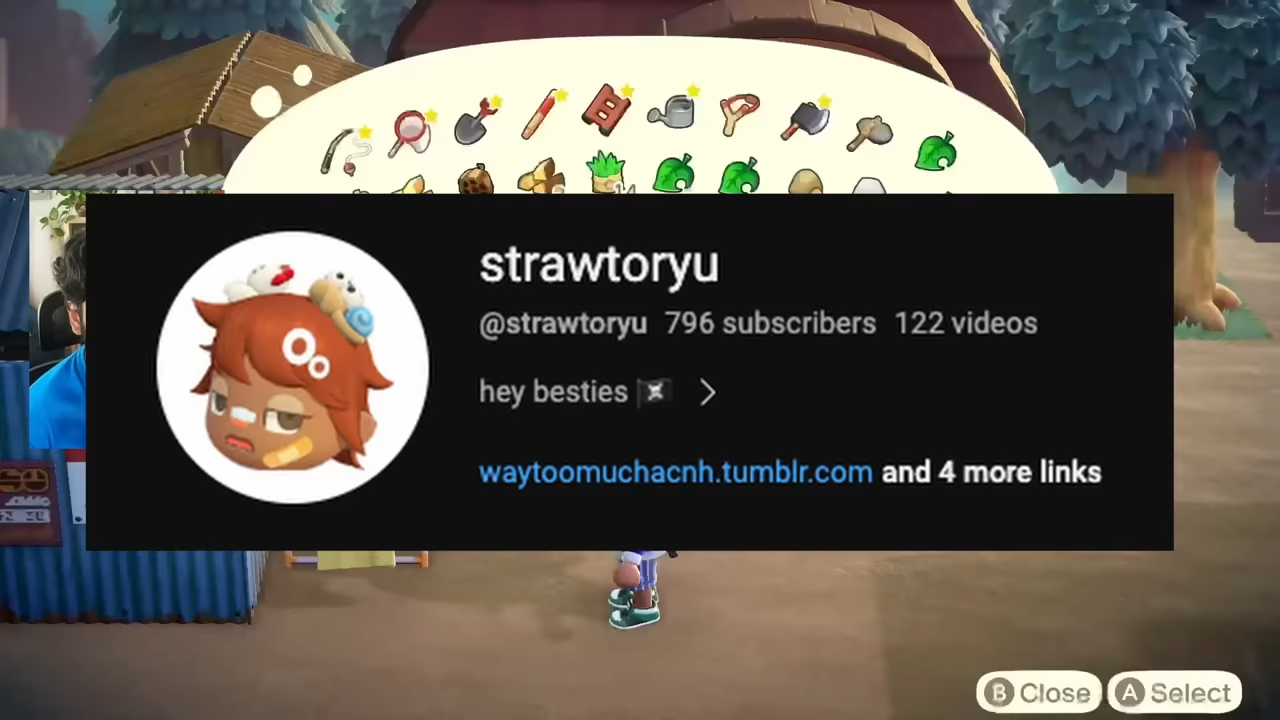 strawtoryu
@strawtoryu 796 subscribers 122 videos
hey besties
waytoomuchacnh.tumblr.com and 4 more links
B Close A Select